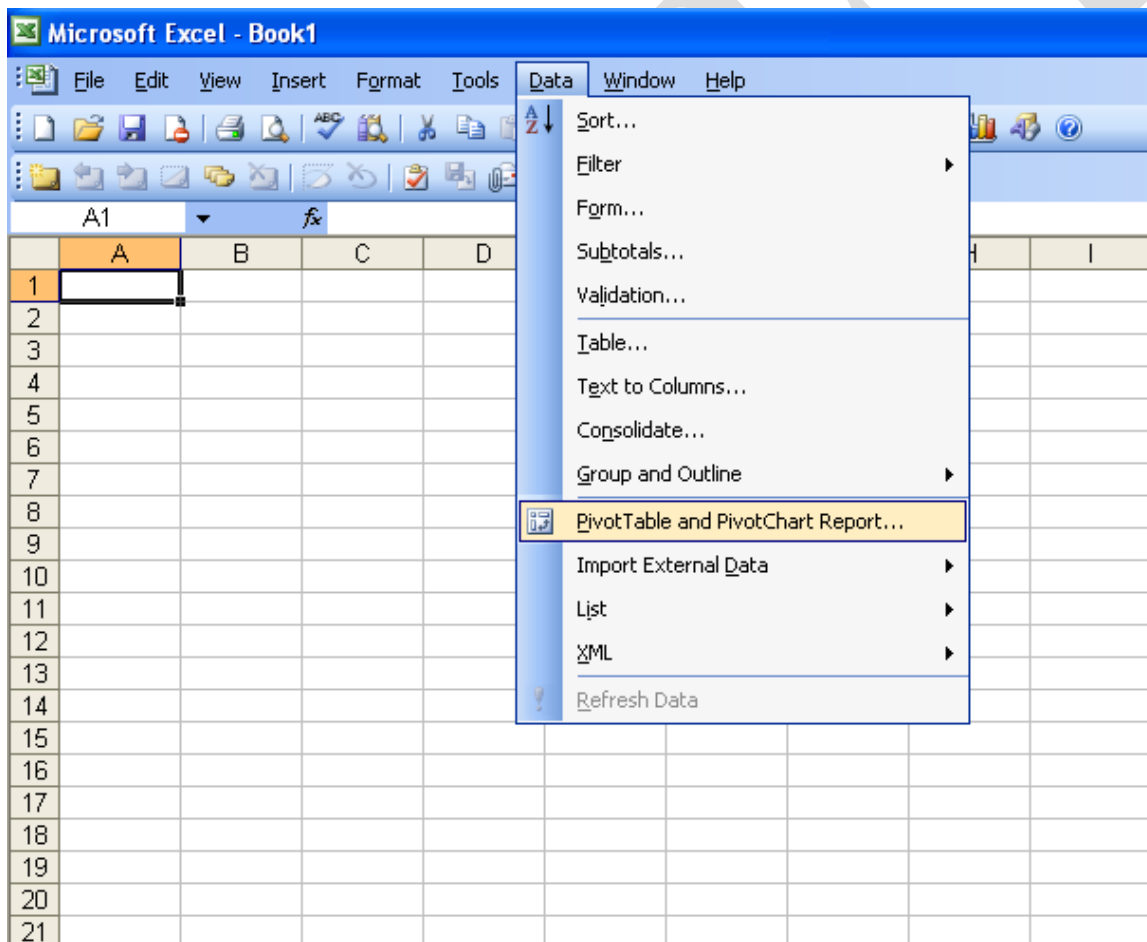 Microsoft Excel - Book1
File Edit View Insert Format Tools Data Window Help
ABC
A1 fx
A B C D H I
1
2
3
4
5
6
7
8
9
10
11
12
13
14
15
16
17
18
19
20
21
A
Z
Sort...
Filter
Form...
Subtotals...
Validation...
Table...
Text to Columns...
Consolidate...
Group and Outline
PivotTable and PivotChart Report...
Import External Data
List
XML
Refresh Data